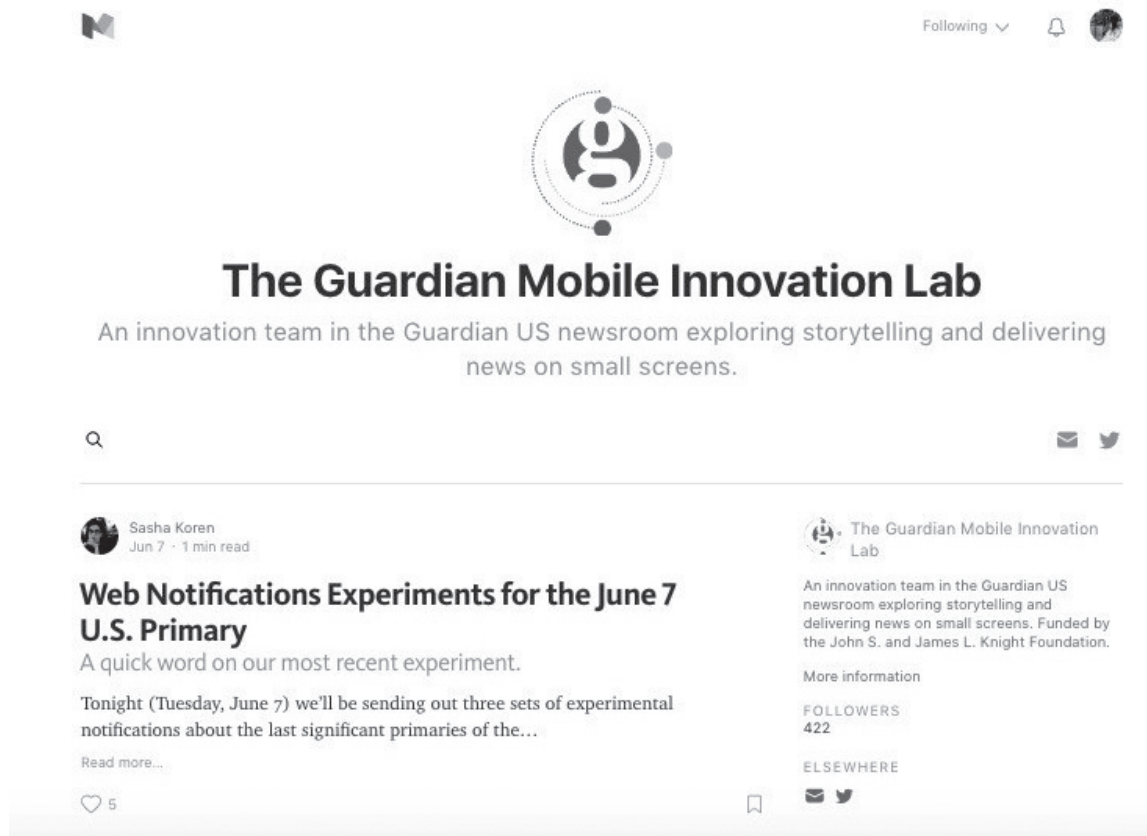 Following
The Guardian Mobile Innovation Lab
An innovation team in the Guardian US newsroom exploring storytelling and delivering
news on small screens.
Sasha Koren
Jun 7 · 1 min read
Web Notifications Experiments for the June 7
U.S. Primary
A quick word on our most recent experiment.
Tonight (Tuesday, June 7) we'll be sending out three sets of experimental
notifications about the last significant primaries of the...
Read more...
5
The Guardian Mobile Innovation
Lab
An innovation team in the Guardian US
newsroom exploring storytelling and
delivering news on small screens. Funded by
the John S. and James L. Knight Foundation.
More information
FOLLOWERS
422
ELSEWHERE